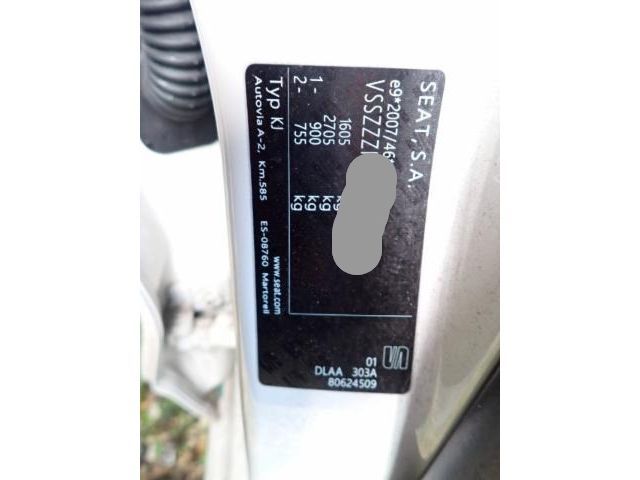 SEAT, S.A.
e9*2007/46*
VSSZZZ
1605 kg
2705 kg
1- 900 kg
2- 755 kg
Typ KJ
Autovia A-2, Km.585 ES-08760 Martorell
www.seat.com
01
DLAA 303A
80624509